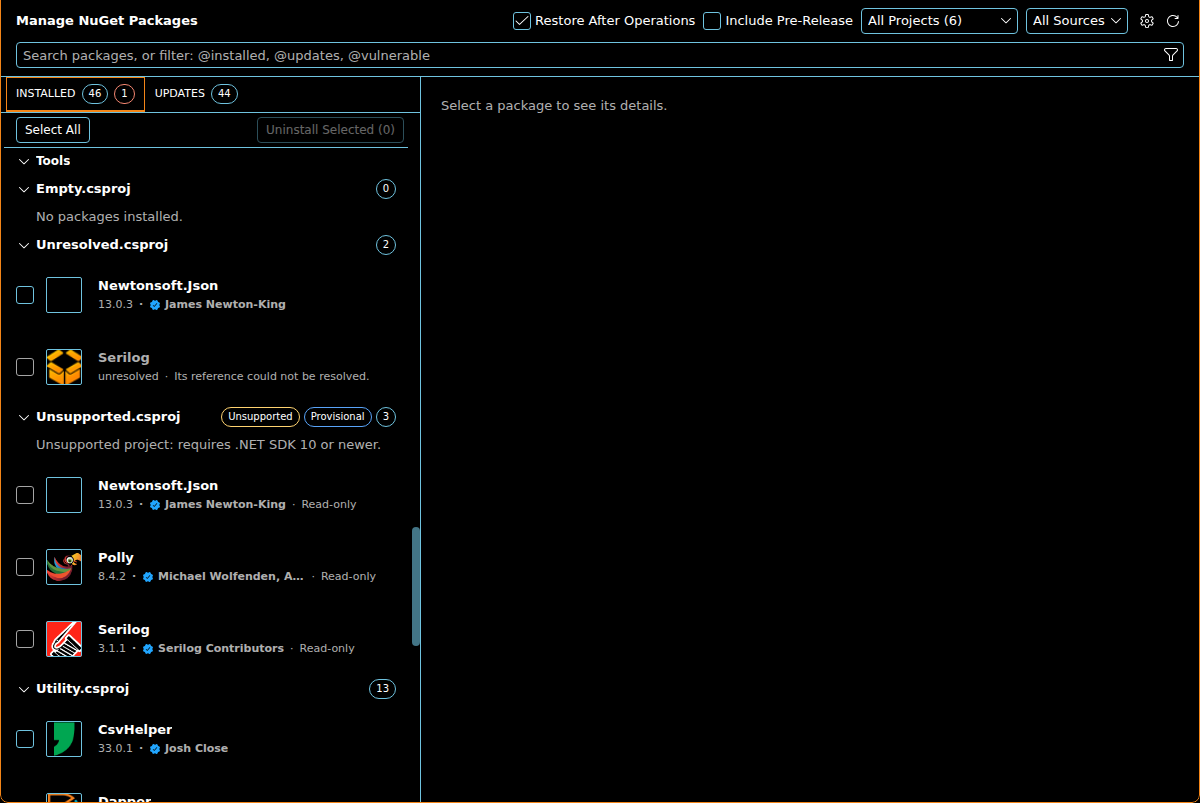 Manage NuGet Packages
Restore After Operations
Include Pre-Release
All Projects (6)
All Sources
Search packages, or filter: @installed, @updates, @vulnerable
INSTALLED 46 1
UPDATES 44
Select All
Uninstall Selected (0)
Select a package to see its details.
Tools
Empty.csproj 0
No packages installed.
Unresolved.csproj 2
Newtonsoft.Json
13.0.3 · James Newton-King
Serilog
unresolved · Its reference could not be resolved.
Unsupported.csproj Unsupported Provisional 3
Unsupported project: requires .NET SDK 10 or newer.
Newtonsoft.Json
13.0.3 · James Newton-King · Read-only
Polly
8.4.2 · Michael Wolfenden, A... · Read-only
Serilog
3.1.1 · Serilog Contributors · Read-only
Utility.csproj 13
CsvHelper
33.0.1 · Josh Close
Dapper